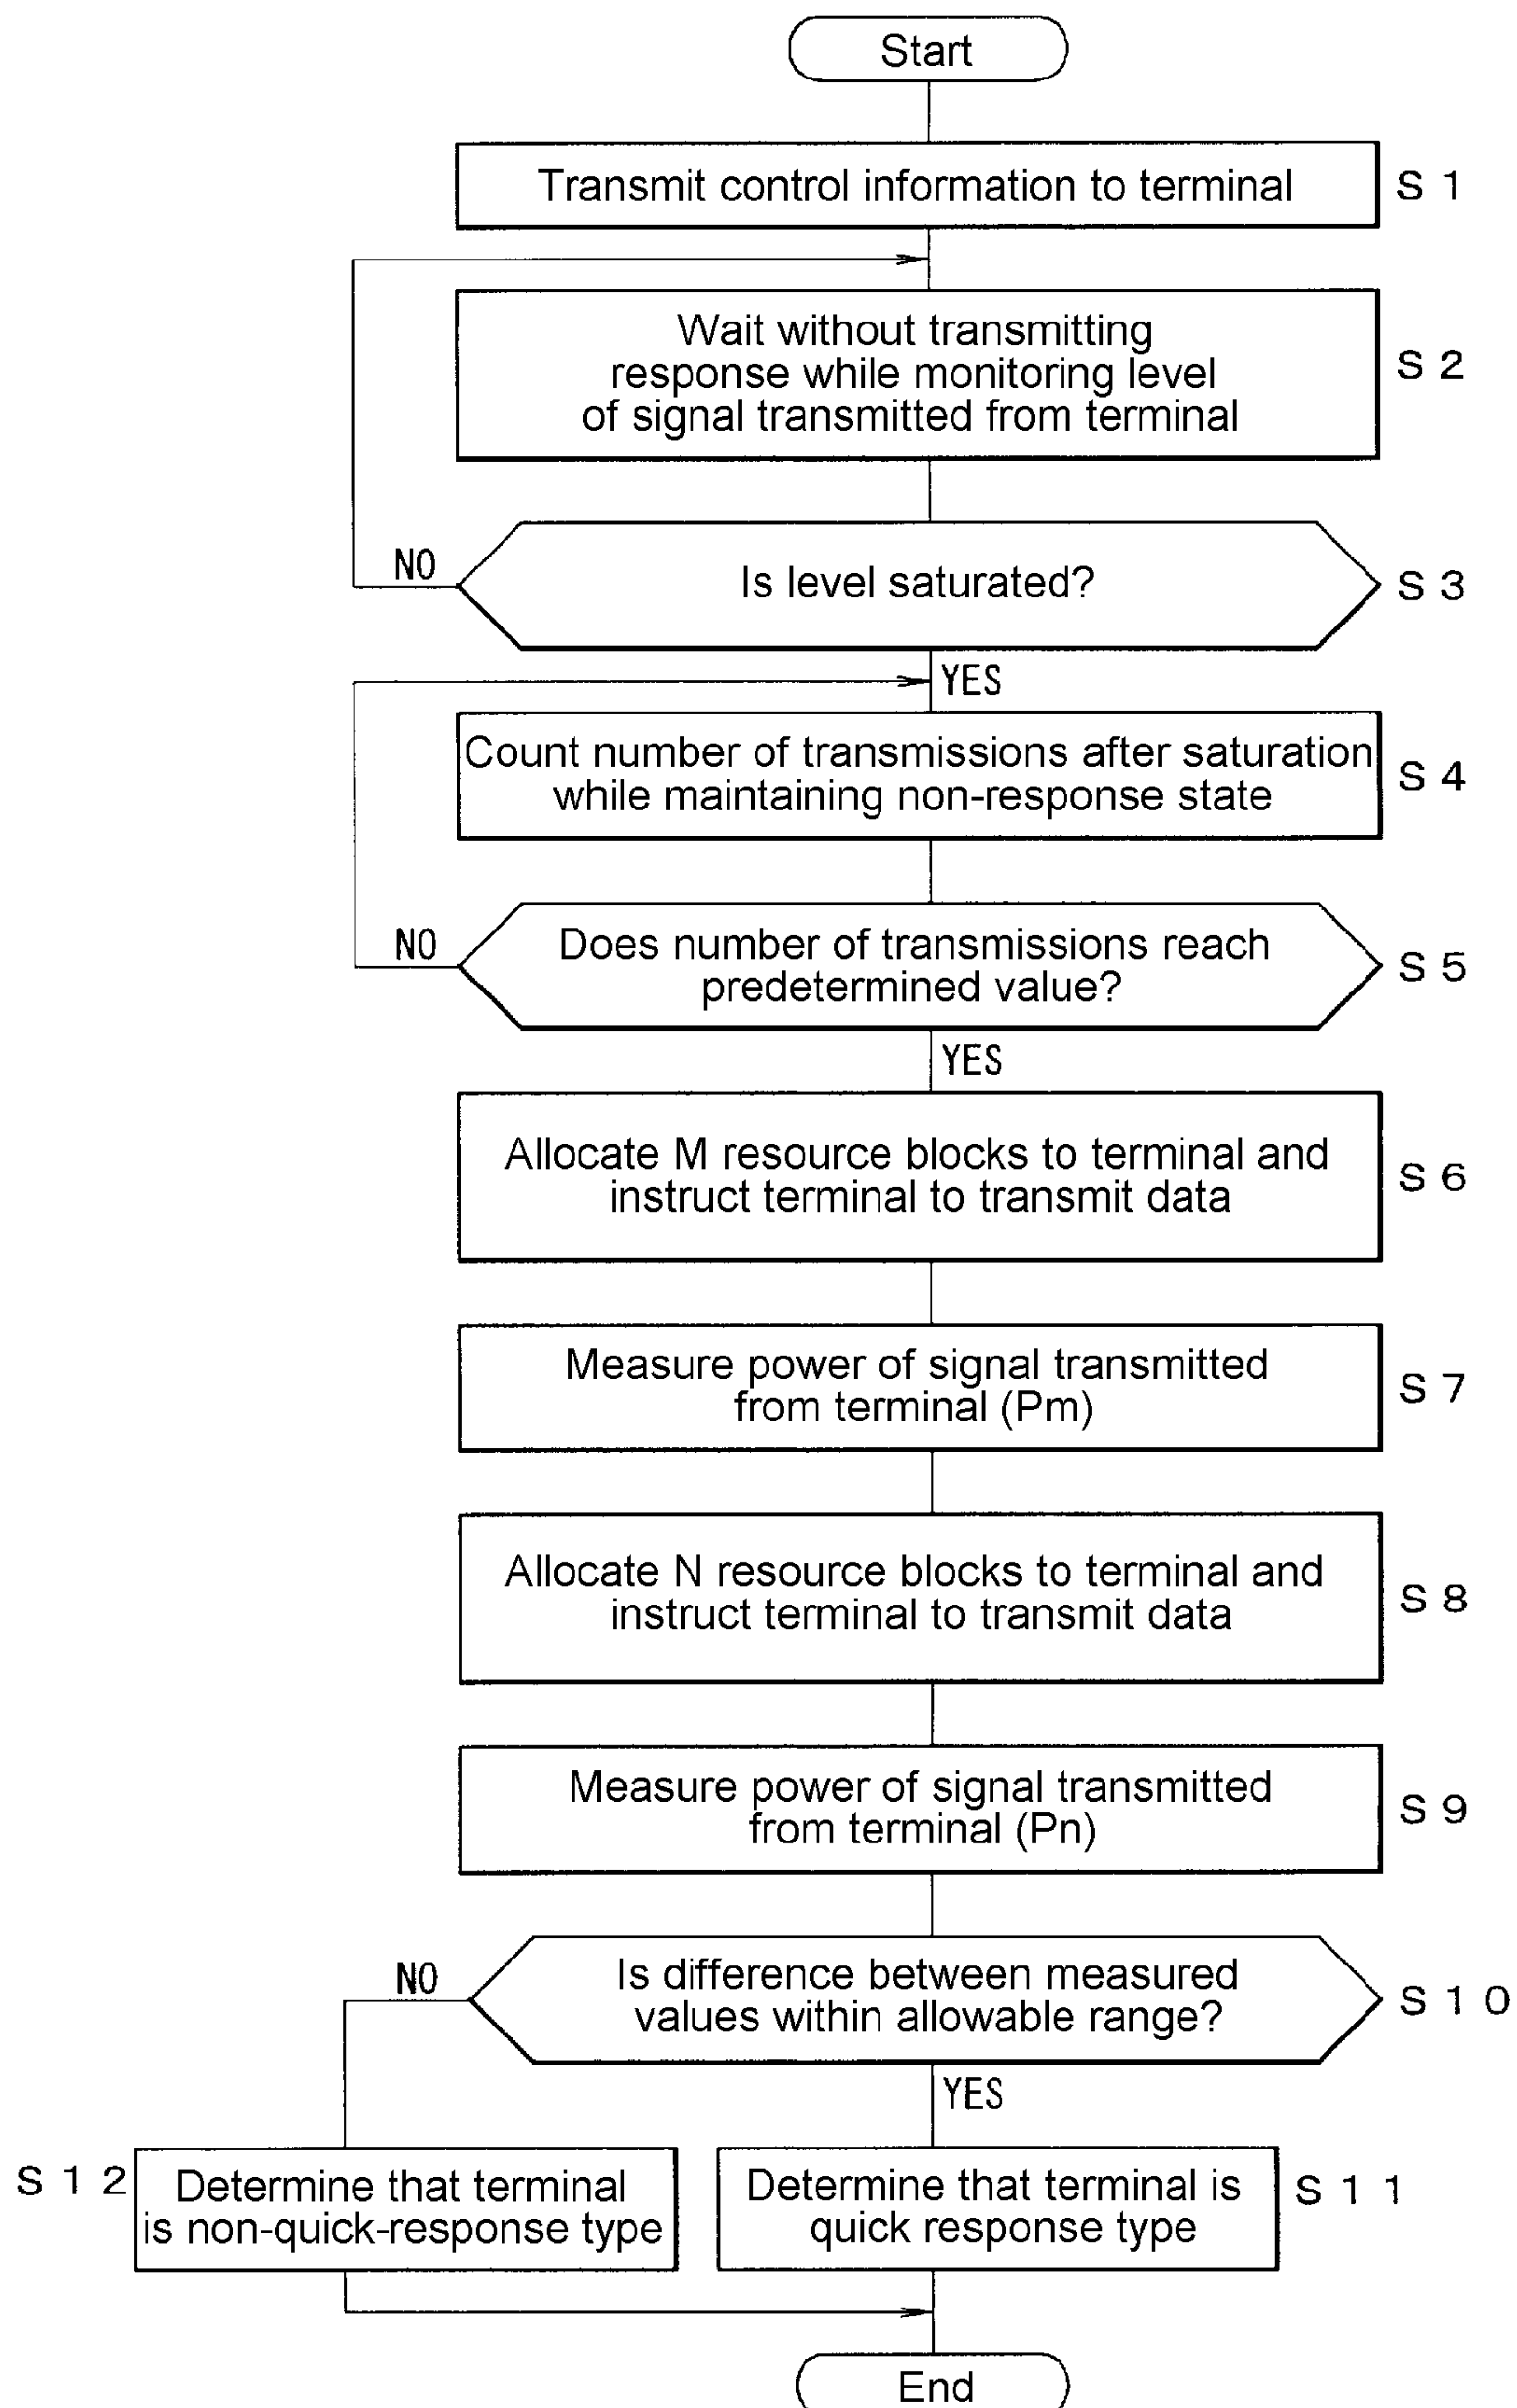 Start
Transmit control information to terminal
S 1
Wait without transmitting
response while monitoring level
of signal transmitted from terminal
S 2
NO
Is level saturated?
S 3
YES
Count number of transmissions after saturation
while maintaining non-response state
S 4
NO
Does number of transmissions reach
predetermined value?
S 5
YES
Allocate M resource blocks to terminal and
instruct terminal to transmit data
S 6
Measure power of signal transmitted
from terminal (Pm)
S 7
Allocate N resource blocks to terminal and
instruct terminal to transmit data
S 8
Measure power of signal transmitted
from terminal (Pn)
S 9
NO
Is difference between measured
values within allowable range?
S 1 0
YES
S 1 2
Determine that terminal
is non-quick-response type
Determine that terminal is
quick response type
S 1 1
End